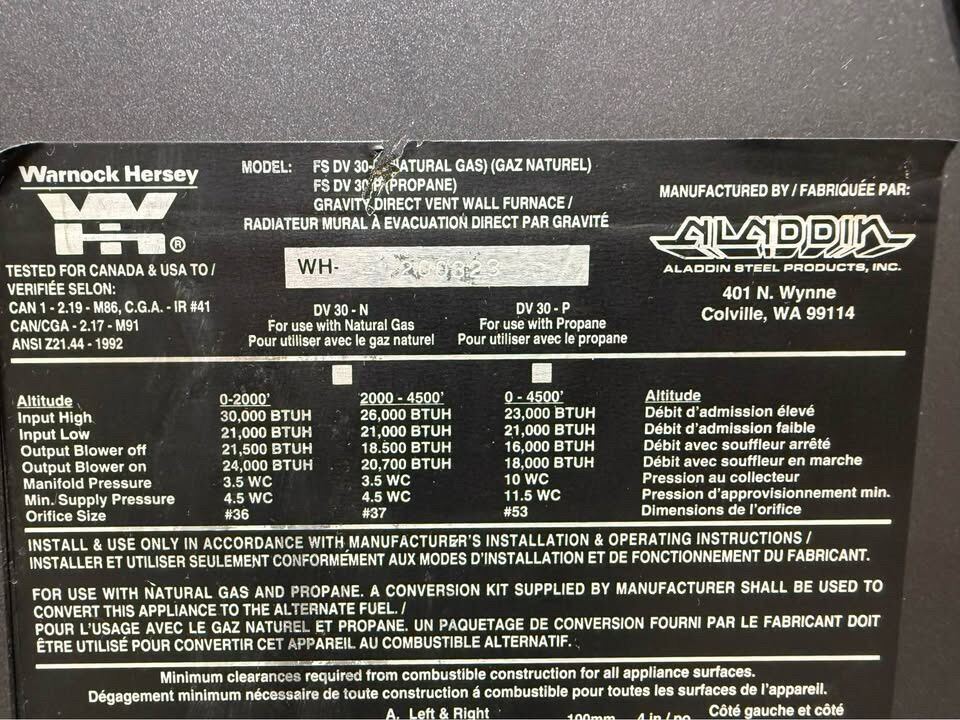 Warnock Hersey
WH ®
TESTED FOR CANADA & USA TO /
VERIFIÉE SELON:
CAN 1 - 2.19 - M86, C.G.A. - IR #41
CAN/CGA - 2.17 - M91
ANSI Z21.44 - 1992
MODEL: FS DV 30- NATURAL GAS) (GAZ NATUREL)
FS DV 30 P (PROPANE)
GRAVITY DIRECT VENT WALL FURNACE /
RADIATEUR MURAL A EVACUATION DIRECT PAR GRAVITÉ
WH- 200323
DV 30 - N
For use with Natural Gas
Pour utiliser avec le gaz naturel
DV 30 - P
For use with Propane
Pour utiliser avec le propane
MANUFACTURED BY / FABRIQUÉE PAR:
ALADDIN
ALADDIN STEEL PRODUCTS, INC.
401 N. Wynne
Colville, WA 99114
Altitude 0-2000' 2000 - 4500' 0 - 4500' Altitude
Input High 30,000 BTUH 26,000 BTUH 23,000 BTUH Débit d'admission élevé
Input Low 21,000 BTUH 21,000 BTUH 21,000 BTUH Débit d'admission faible
Output Blower off 21,500 BTUH 18.500 BTUH 16,000 BTUH Débit avec souffleur arrêté
Output Blower on 24,000 BTUH 20,700 BTUH 18,000 BTUH Débit avec souffleur en marche
Manifold Pressure 3.5 WC 3.5 WC 10 WC Pression au collecteur
Min. Supply Pressure 4.5 WC 4.5 WC 11.5 WC Pression d'approvisionnement min.
Orifice Size #36 #37 #53 Dimensions de l'orifice
INSTALL & USE ONLY IN ACCORDANCE WITH MANUFACTURER'S INSTALLATION & OPERATING INSTRUCTIONS /
INSTALLER ET UTILISER SEULEMENT CONFORMÉMENT AUX MODES D'INSTALLATION ET DE FONCTIONNEMENT DU FABRICANT.
FOR USE WITH NATURAL GAS AND PROPANE. A CONVERSION KIT SUPPLIED BY MANUFACTURER SHALL BE USED TO
CONVERT THIS APPLIANCE TO THE ALTERNATE FUEL. /
POUR L'USAGE AVEC LE GAZ NATUREL ET PROPANE. UN PAQUETAGE DE CONVERSION FOURNI PAR LE FABRICANT DOIT
ÊTRE UTILISÉ POUR CONVERTIR CET APPAREIL AU COMBUSTIBLE ALTERNATIF.
Minimum clearances required from combustible construction for all appliance surfaces.
Dégagement minimum nécessaire de toute construction á combustible pour toutes les surfaces de l'appareil.
A. Left & Right 100mm 4 in / po Côté gauche et côté